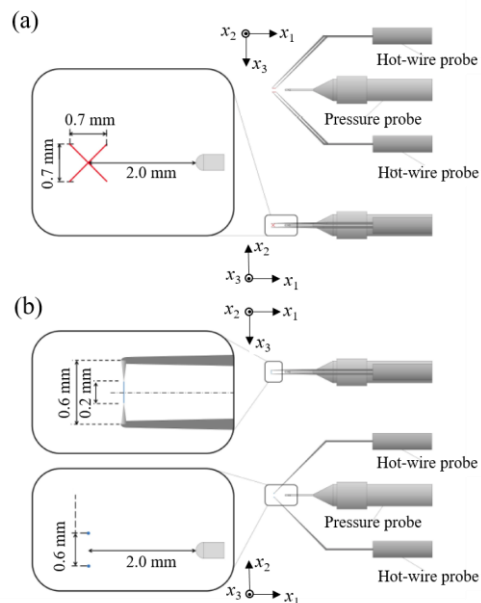 (a)
x₂
x₁
x₃
Hot-wire probe
Pressure probe
Hot-wire probe
0.7 mm
0.7 mm
2.0 mm
x₂
x₃
x₁
(b)
x₂
x₁
x₃
0.6 mm
0.2 mm
Hot-wire probe
Pressure probe
Hot-wire probe
0.6 mm
2.0 mm
x₂
x₃
x₁